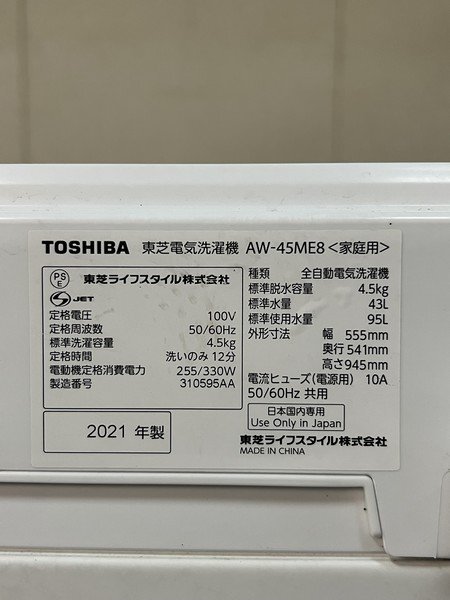 TOSHIBA 東芝電気洗濯機 AW-45ME8<家庭用>
PS
E
東芝ライフスタイル株式会社
S JET
定格電圧 100V
定格周波数 50/60Hz
標準洗濯容量 4.5kg
定格時間 洗いのみ 12分
電動機定格消費電力 255/330W
製造番号 310595AA
2021 年製
種類 全自動電気洗濯機
標準脱水容量 4.5kg
標準水量 43L
標準使用水量 95L
外形寸法 幅 555mm
奥行 541mm
高さ 945mm
電流ヒューズ(電源用) 10A
50/60Hz 共用
日本国内専用
Use Only in Japan
東芝ライフスタイル株式会社
MADE IN CHINA